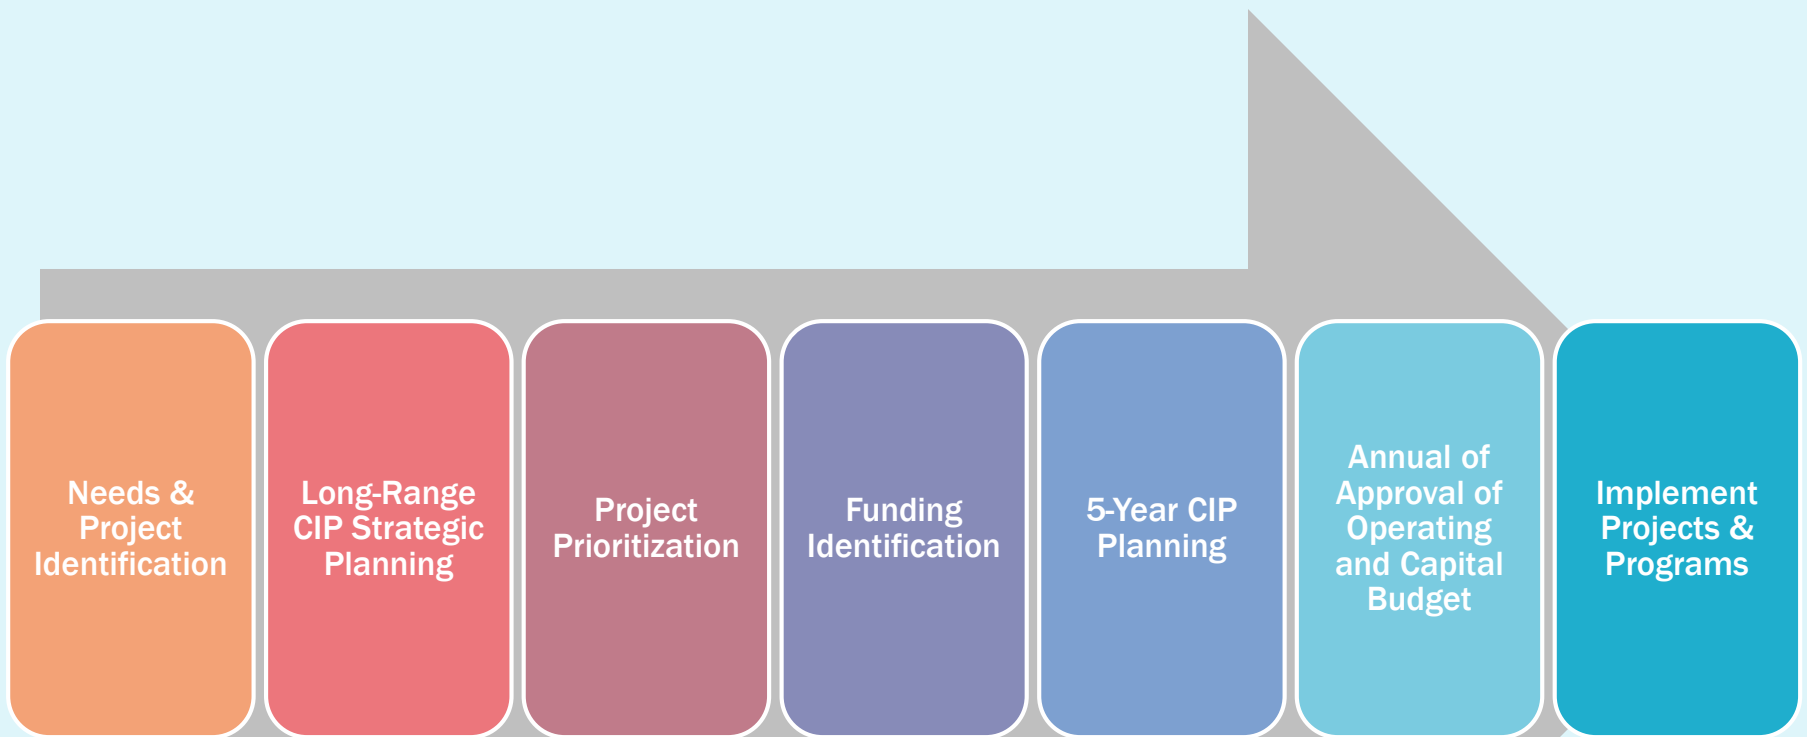 Needs &
Project
Identification
Long-Range
CIP Strategic
Planning
Project
Prioritization
Funding
Identification
5-Year CIP
Planning
Annual of
Approval of
Operating
and Capital
Budget
Implement
Projects &
Programs